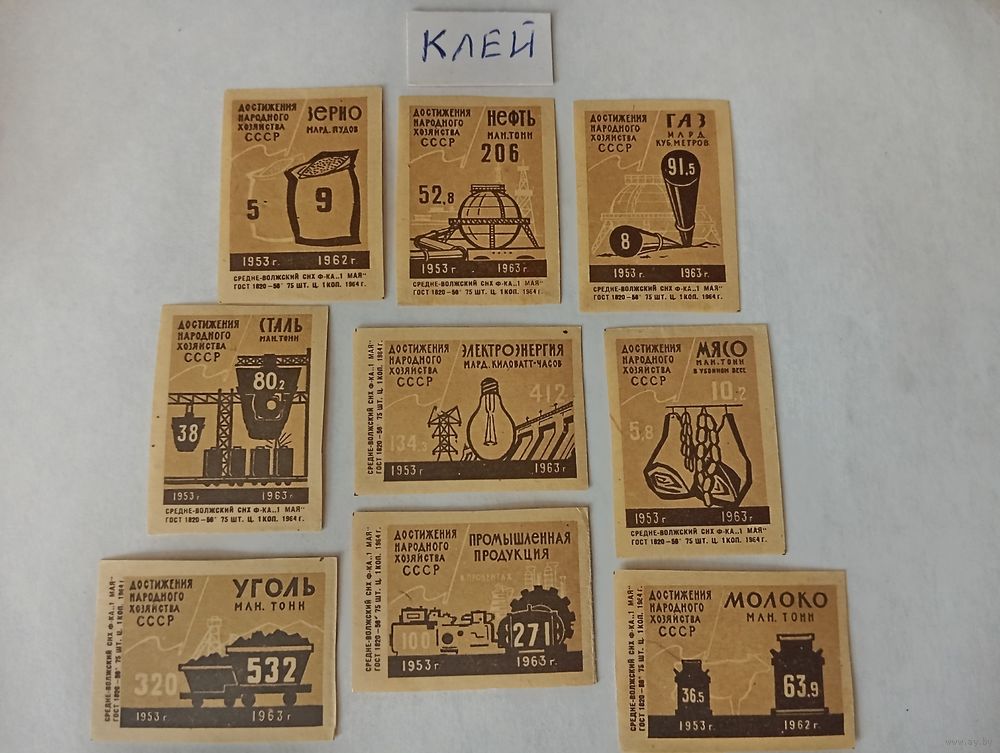 КЛЕЙ
ДОСТИЖЕНИЯ
НАРОДНОГО
ХОЗЯЙСТВА
СССР
ЗЕРНО
МЛРД. ПУДОВ
5
9
1953 г.
1962 г.
СРЕДНЕ-ВОЛЖСКИЙ СНХ Ф-КА „1 МАЯ“
ГОСТ 1820-56* 75 ШТ. Ц. 1 КОП. 1964 г.
ДОСТИЖЕНИЯ
НАРОДНОГО
ХОЗЯЙСТВА
СССР
НЕФТЬ
МЛН. ТОНН
206
52,8
1953 г.
1963 г.
СРЕДНЕ-ВОЛЖСКИЙ СНХ Ф-КА „1 МАЯ“
ГОСТ 1820-56* 75 ШТ. Ц. 1 КОП. 1964 г.
ДОСТИЖЕНИЯ
НАРОДНОГО
ХОЗЯЙСТВА
СССР
ГАЗ
МЛРД.
КУБ. МЕТРОВ
91,5
8
1953 г.
1963 г.
СРЕДНЕ-ВОЛЖСКИЙ СНХ Ф-КА „1 МАЯ“
ГОСТ 1820-56* 75 ШТ. Ц. 1 КОП. 1964 г.
ДОСТИЖЕНИЯ
НАРОДНОГО
ХОЗЯЙСТВА
СССР
СТАЛЬ
МЛН. ТОНН
80,2
38
1953 г
1963 г.
СРЕДНЕ-ВОЛЖСКИЙ СНХ Ф-КА „1 МАЯ“
ГОСТ 1820-56* 75 ШТ. Ц. 1 КОП. 1964 г.
ДОСТИЖЕНИЯ
НАРОДНОГО
ХОЗЯЙСТВА
СССР
ЭЛЕКТРОЭНЕРГИЯ
МЛРД. КИЛОВАТТ-ЧАСОВ
412
134,3
1953 г
1963 г.
СРЕДНЕ-ВОЛЖСКИЙ СНХ Ф-КА „1 МАЯ“
ГОСТ 1820-56* 75 ШТ. Ц. 1 КОП. 1964 г.
ДОСТИЖЕНИЯ
НАРОДНОГО
ХОЗЯЙСТВА
СССР
МЯСО
МЛН. ТОНН
В УБОЙНОМ ВЕСЕ
10,2
5,8
1953 г
1963 г.
СРЕДНЕ-ВОЛЖСКИЙ СНХ Ф-КА „1 МАЯ“
ГОСТ 1820-56* 75 ШТ. Ц. 1 КОП. 1964 г.
ДОСТИЖЕНИЯ
НАРОДНОГО
ХОЗЯЙСТВА
СССР
УГОЛЬ
МЛН. ТОНН
320
532
1953 г.
1963 г.
СРЕДНЕ-ВОЛЖСКИЙ СНХ Ф-КА „1 МАЯ“
ГОСТ 1820-56* 75 ШТ. Ц. 1 КОП. 1964 г.
ДОСТИЖЕНИЯ
НАРОДНОГО
ХОЗЯЙСТВА
СССР
ПРОМЫШЛЕННАЯ
ПРОДУКЦИЯ
В ПРОЦЕНТАХ
100
271
1953 г
1963 г.
СРЕДНЕ-ВОЛЖСКИЙ СНХ Ф-КА „1 МАЯ“
ГОСТ 1820-56* 75 ШТ. Ц. 1 КОП. 1964 г.
ДОСТИЖЕНИЯ
НАРОДНОГО
ХОЗЯЙСТВА
СССР
МОЛОКО
МЛН. ТОНН
36,5
63,9
1953 г.
1962 г.
СРЕДНЕ-ВОЛЖСКИЙ СНХ Ф-КА „1 МАЯ“
ГОСТ 1820-56* 75 ШТ. Ц. 1 КОП. 1964 г.
www.ay.by